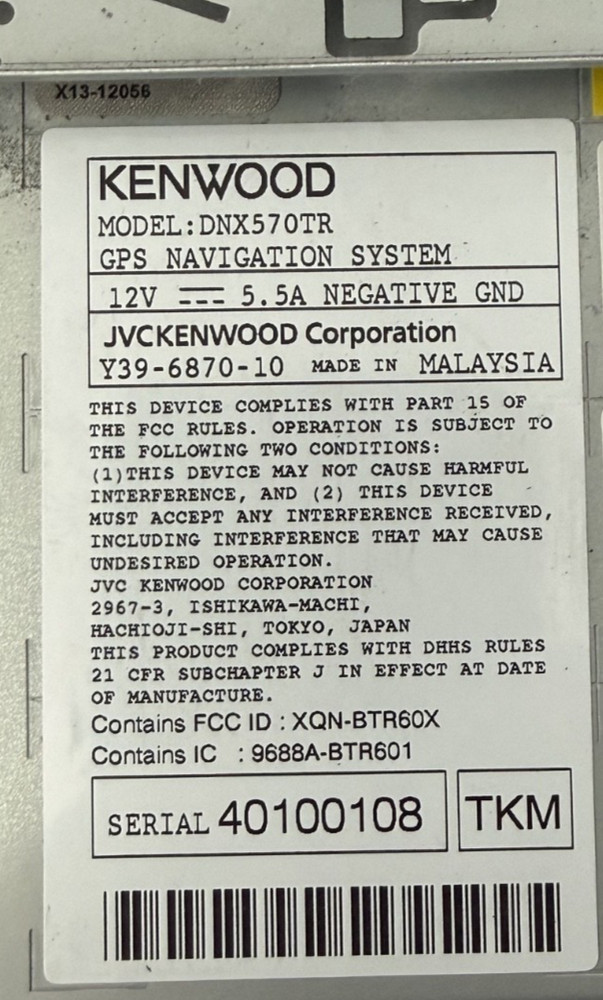 X13-12056
KENWOOD
MODEL:DNX570TR
GPS NAVIGATION SYSTEM
12V 5.5A NEGATIVE GND
JVCKENWOOD Corporation
Y39-6870-10 MADE IN MALAYSIA
THIS DEVICE COMPLIES WITH PART 15 OF
THE FCC RULES. OPERATION IS SUBJECT TO
THE FOLLOWING TWO CONDITIONS:
(1)THIS DEVICE MAY NOT CAUSE HARMFUL
INTERFERENCE, AND (2) THIS DEVICE
MUST ACCEPT ANY INTERFERENCE RECEIVED,
INCLUDING INTERFERENCE THAT MAY CAUSE
UNDESIRED OPERATION.
JVC KENWOOD CORPORATION
2967-3, ISHIKAWA-MACHI,
HACHIOJI-SHI, TOKYO, JAPAN
THIS PRODUCT COMPLIES WITH DHHS RULES
21 CFR SUBCHAPTER J IN EFFECT AT DATE
OF MANUFACTURE.
Contains FCC ID : XQN-BTR60X
Contains IC : 9688A-BTR601
SERIAL 40100108 TKM